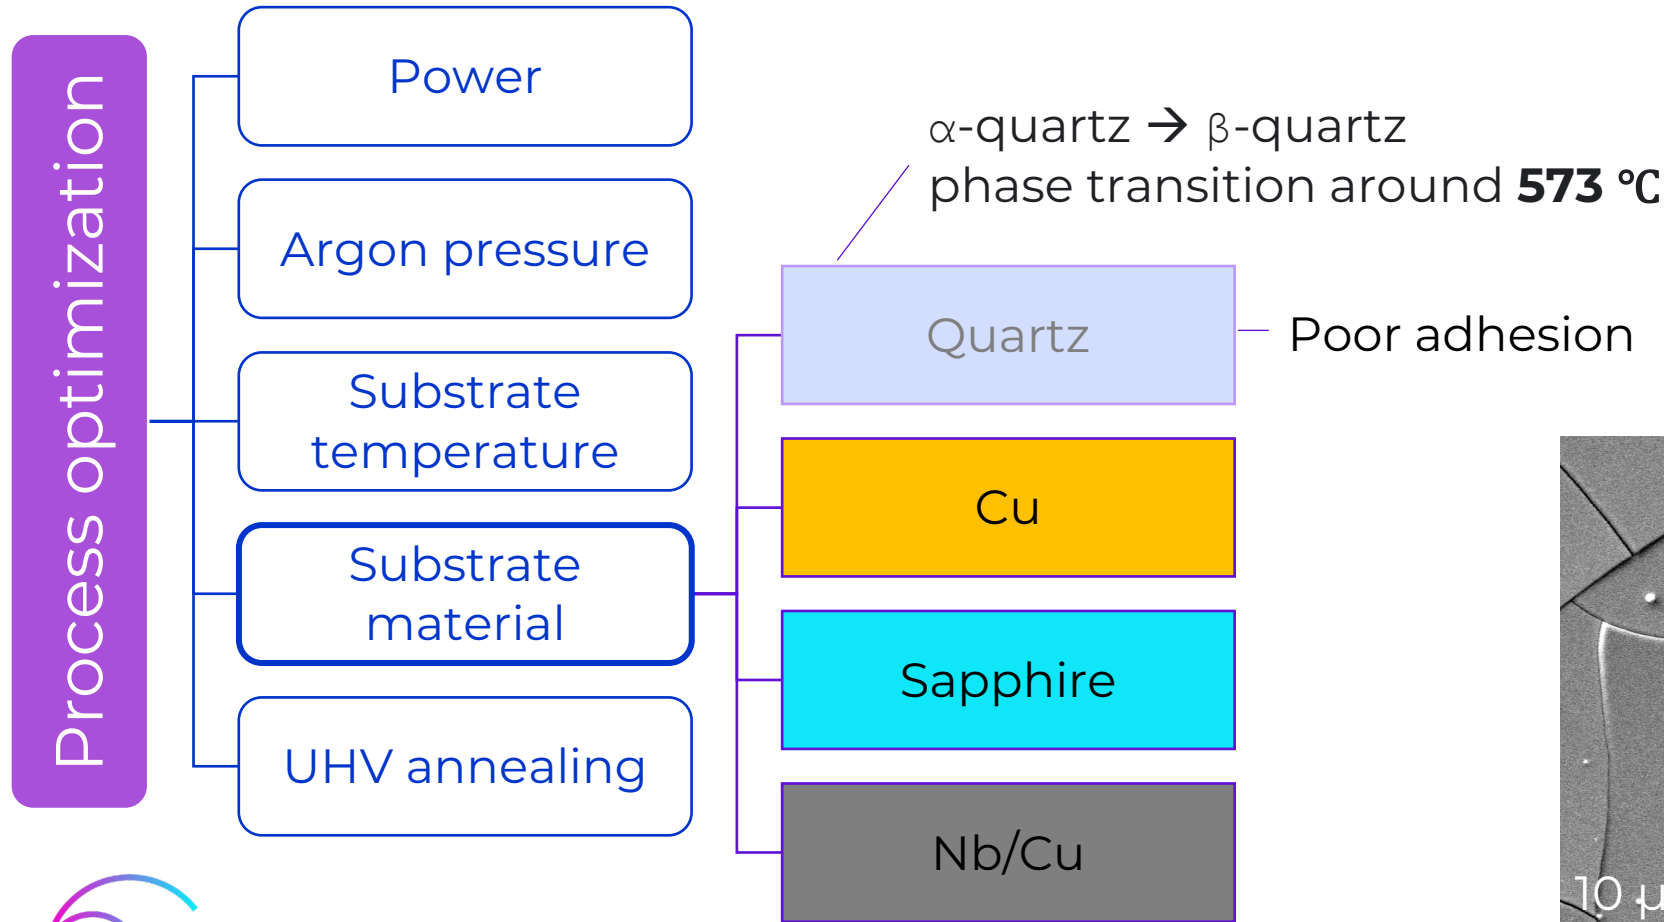 Process optimization
Power
Argon pressure
Substrate
temperature
Substrate
material
UHV annealing
α-quartz → β-quartz
phase transition around 573 ℃
Quartz
Poor adhesion
Cu
Sapphire
Nb/Cu
10 µ